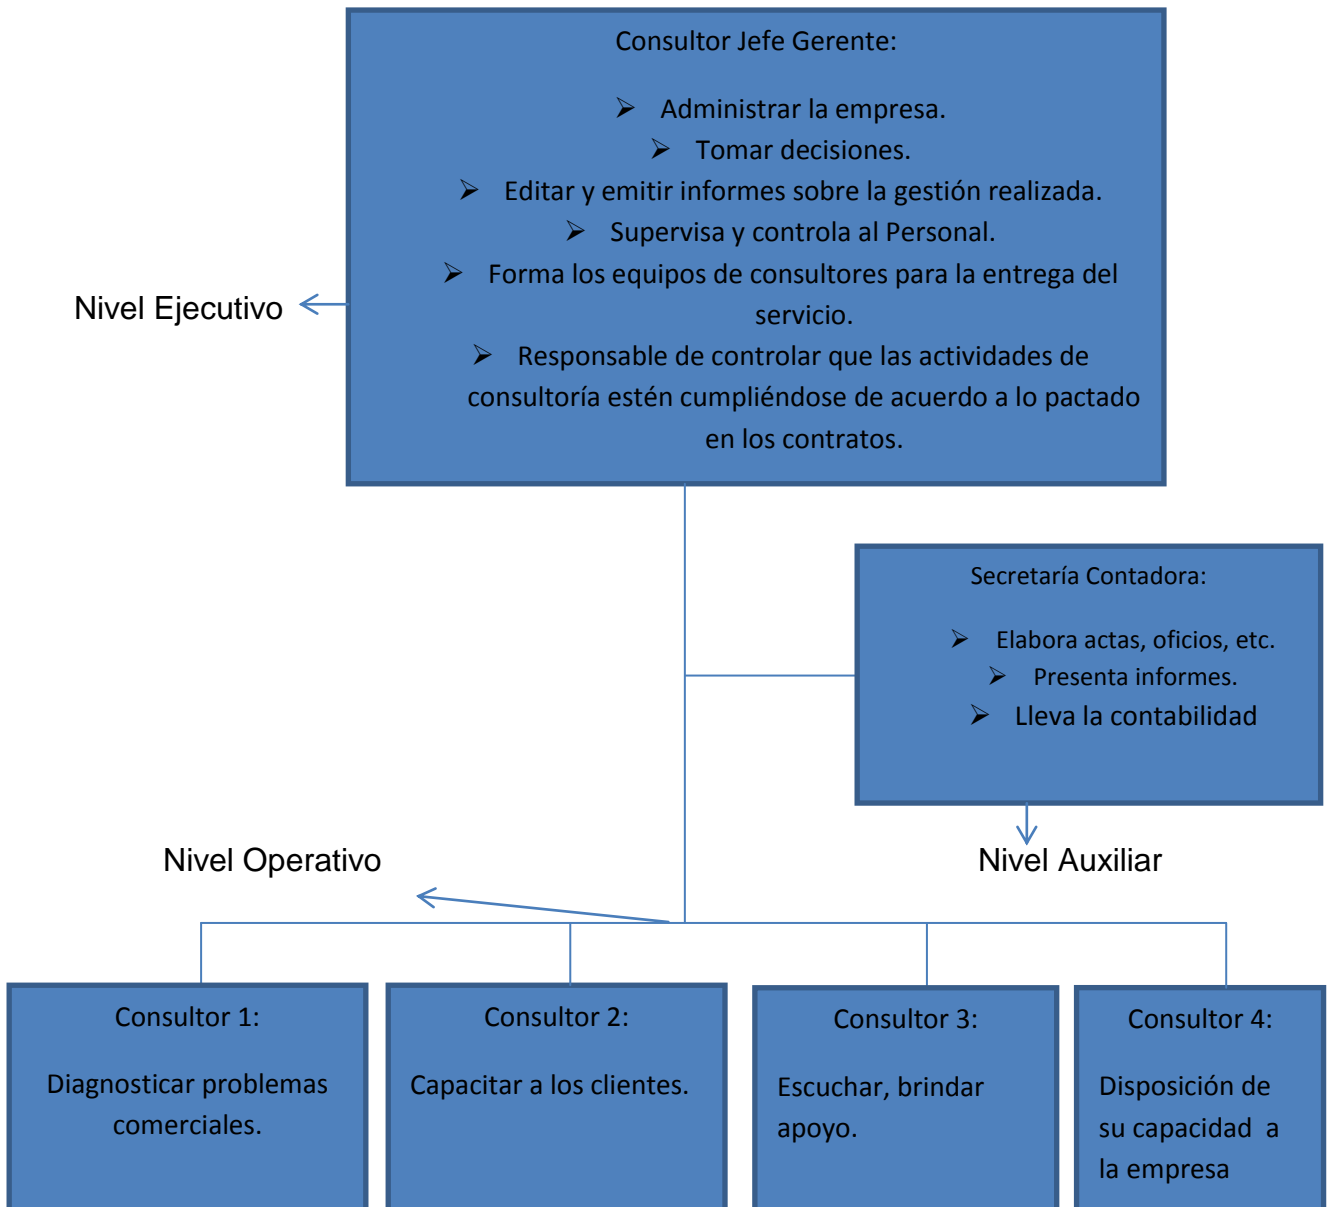 Consultor Jefe Gerente:
➢ Administrar la empresa.
➢ Tomar decisiones.
➢ Editar y emitir informes sobre la gestión realizada.
➢ Supervisa y controla al Personal.
➢ Forma los equipos de consultores para la entrega del
servicio.
➢ Responsable de controlar que las actividades de
consultoría estén cumpliéndose de acuerdo a lo pactado
en los contratos.
Nivel Ejecutivo
Secretaría Contadora:
➢ Elabora actas, oficios, etc.
➢ Presenta informes.
➢ Lleva la contabilidad
Nivel Operativo
Nivel Auxiliar
Consultor 1:
Diagnosticar problemas
comerciales.
Consultor 2:
Capacitar a los clientes.
Consultor 3:
Escuchar, brindar
apoyo.
Consultor 4:
Disposición de
su capacidad a
la empresa